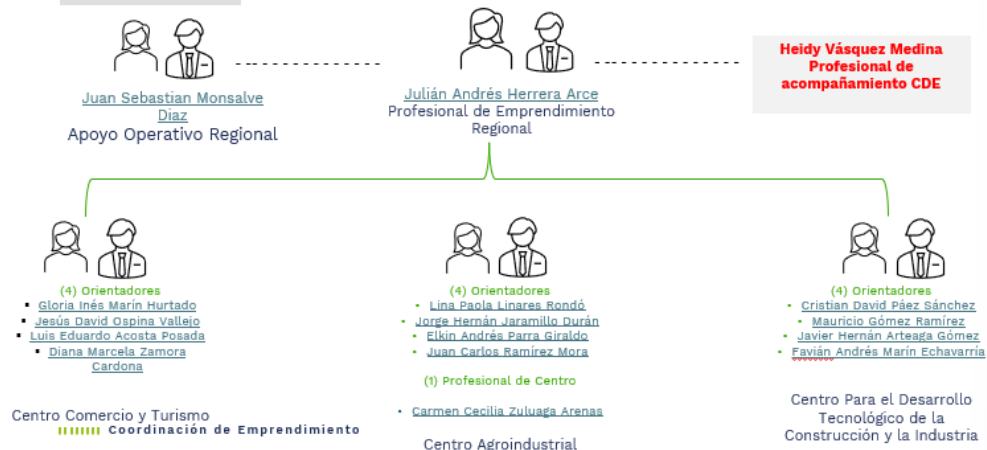 Juan Sebastian Monsalve
Diaz
Apoyo Operativo Regional
Julián Andrés Herrera Arce
Profesional de Emprendimiento
Regional
Heidy Vásquez Medina
Profesional de
acompañamiento CDE
(4) Orientadores
Gloria Inés Marín Hurtado
Jesús David Ospina Vallejo
Luis Eduardo Acosta Posada
Diana Marcela Zamora
Cardona
Centro Comercio y Turismo
Coordinación de Emprendimiento
(4) Orientadores
Lina Paola Linares Rondó
Jorge Hernán Jaramillo Durán
Elkin Andrés Parra Giraldo
Juan Carlos Ramírez Mora
(1) Profesional de Centro
Carmen Cecilia Zuluaga Arenas
Centro Agroindustrial
(4) Orientadores
Cristian David Páez Sánchez
Mauricio Gómez Ramírez
Javier Hernán Arteaga Gómez
Favián Andrés Marín Echavarría
Centro Para el Desarrollo
Tecnológico de la
Construcción y la Industria